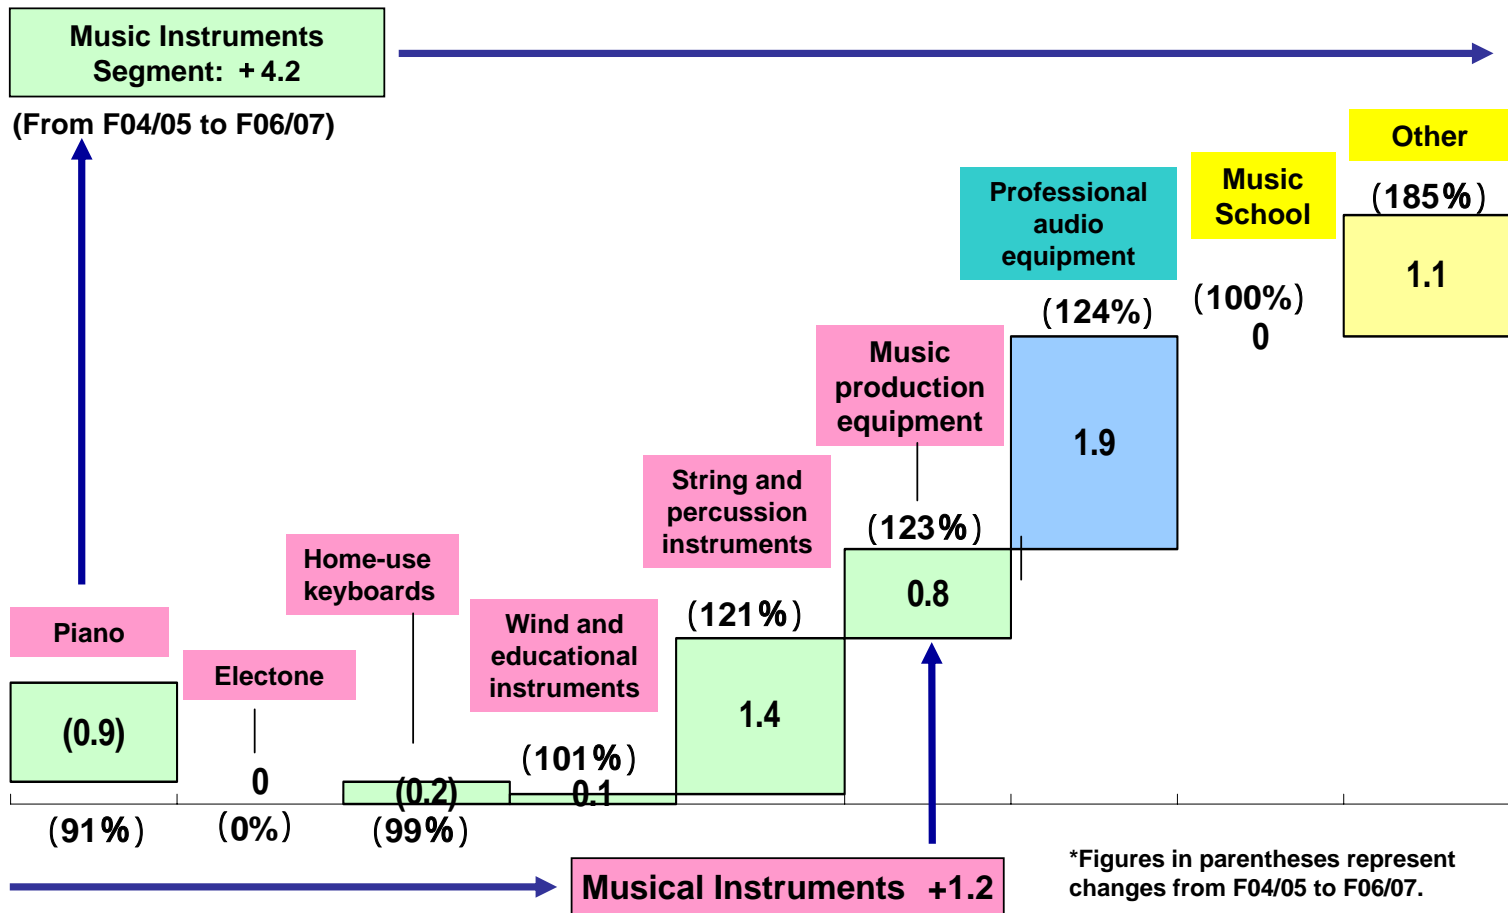 Music Instruments
Segment: + 4.2
(From F04/05 to F06/07)
Other
(185%)
1.1
Music
School
(100%)
0
Professional
audio
equipment
(124%)
1.9
Music
production
equipment
(123%)
0.8
String and
percussion
instruments
(121%)
1.4
Home-use
keyboards
(0.2)
(99%)
Wind and
educational
instruments
(101%)
0.1
Piano
(0.9)
(91%)
Electone
0
(0%)
Musical Instruments +1.2
*Figures in parentheses represent
changes from F04/05 to F06/07.